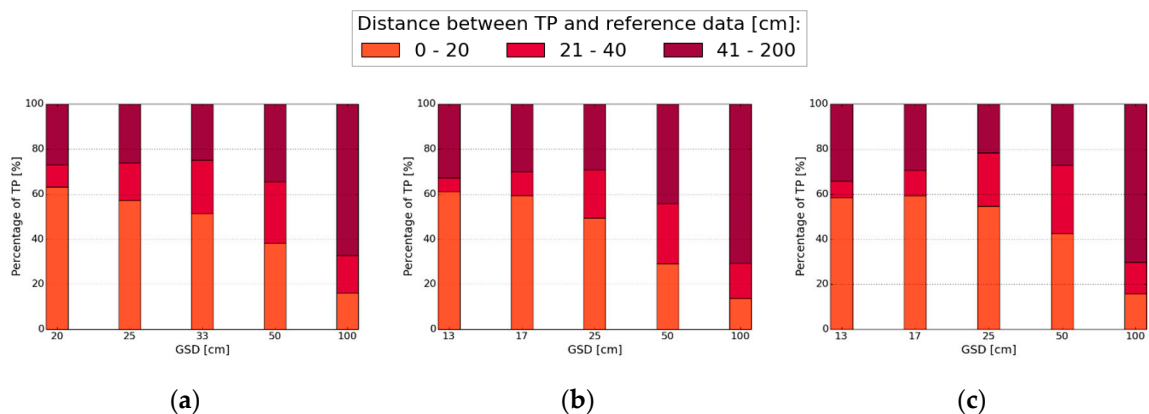 Distance between TP and reference data [cm]:
0 - 20 21 - 40 41 - 200
Percentage of TP [%]
100
80
60
40
20
0
20 25 33 50 100
GSD [cm]
(a)
Percentage of TP [%]
100
80
60
40
20
0
13 17 25 50 100
GSD [cm]
(b)
Percentage of TP [%]
100
80
60
40
20
0
13 17 25 50 100
GSD [cm]
(c)